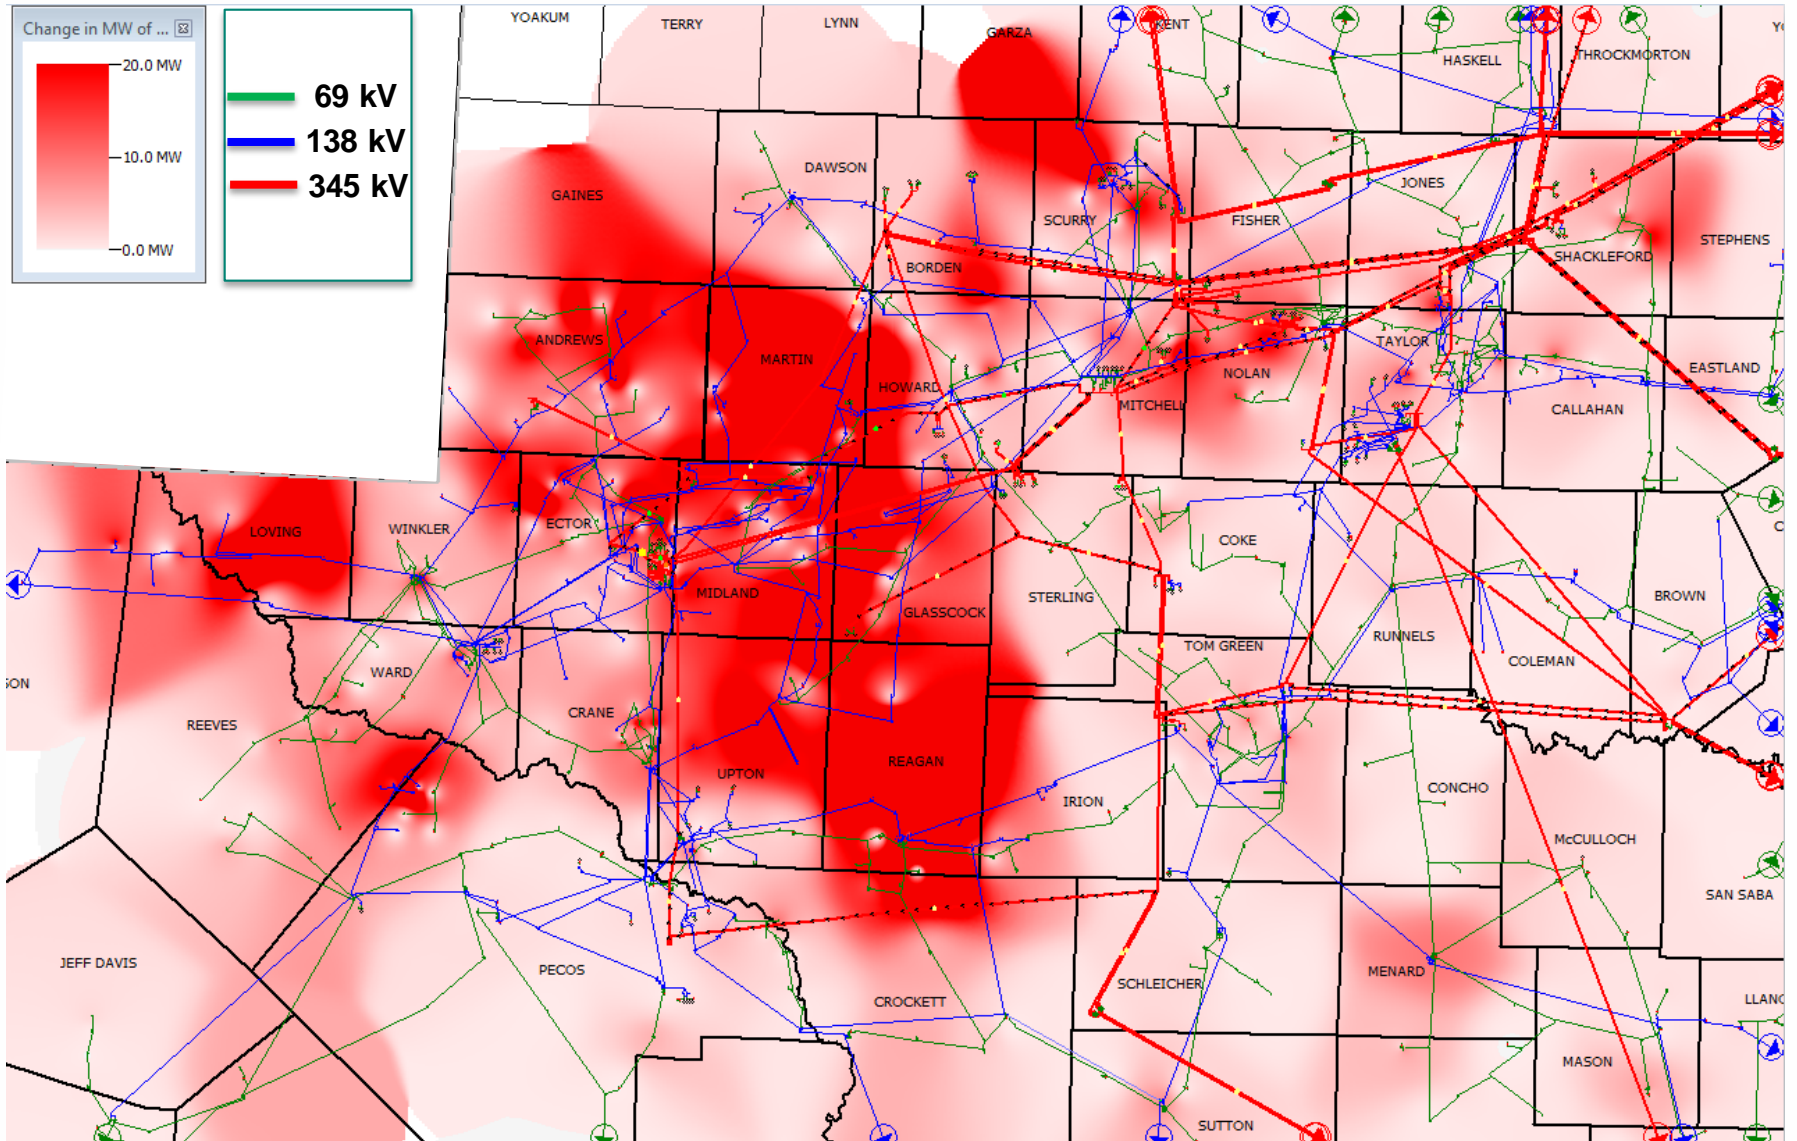 Change in MW of ...
20.0 MW
10.0 MW
0.0 MW
69 kV
138 kV
345 kV
YOAKUM
TERRY
LYNN
GARZA
KENT
HASKELL
THROCKMORTON
YO
GAINES
DAWSON
BORDEN
SCURRY
FISHER
JONES
SHACKLEFORD
STEPHENS
ANDREWS
MARTIN
HOWARD
MITCHELL
NOLAN
TAYLOR
CALLAHAN
EASTLAND
LOVING
WINKLER
ECTOR
MIDLAND
GLASSCOCK
STERLING
COKE
RUNNELS
COLEMAN
BROWN
C
SON
REEVES
WARD
CRANE
UPTON
REAGAN
IRION
TOM GREEN
CONCHO
McCULLOCH
SAN SABA
JEFF DAVIS
PECOS
CROCKETT
SCHLEICHER
MENARD
LLANO
MASON
SUTTON